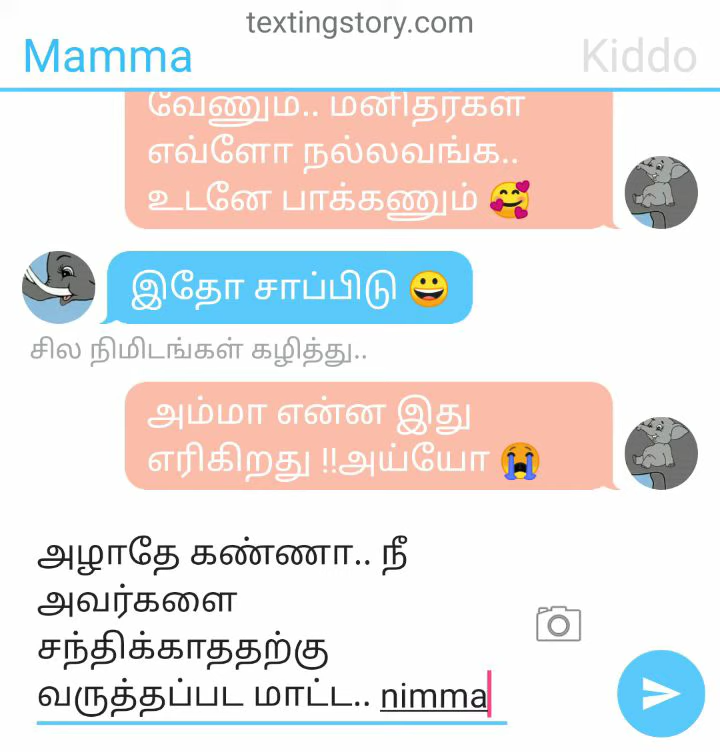 textingstory.com
Mamma
Kiddo
வேணும்.. மனிதர்கள்
எவ்ளோ நல்லவங்க..
உடனே பாக்கணும் 🥰
இதோ சாப்பிடு 😀
சில நிமிடங்கள் கழித்து..
அம்மா என்ன இது
எரிகிறது !!அய்யோ 😭
அழாதே கண்ணா.. நீ
அவர்களை
சந்திக்காததற்கு
வருத்தப்பட மாட்ட.. nimma